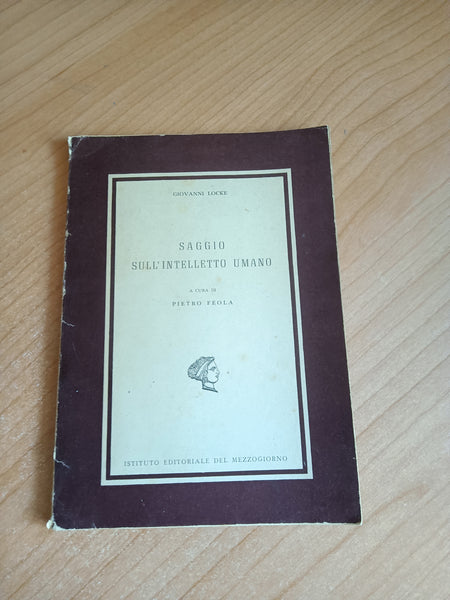 GIOVANNI LOCKE
SAGGIO
SULL'INTELLETTO UMANO
A CURA DI
PIETRO FEOLA
ISTITUTO EDITORIALE DEL MEZZOGIORNO